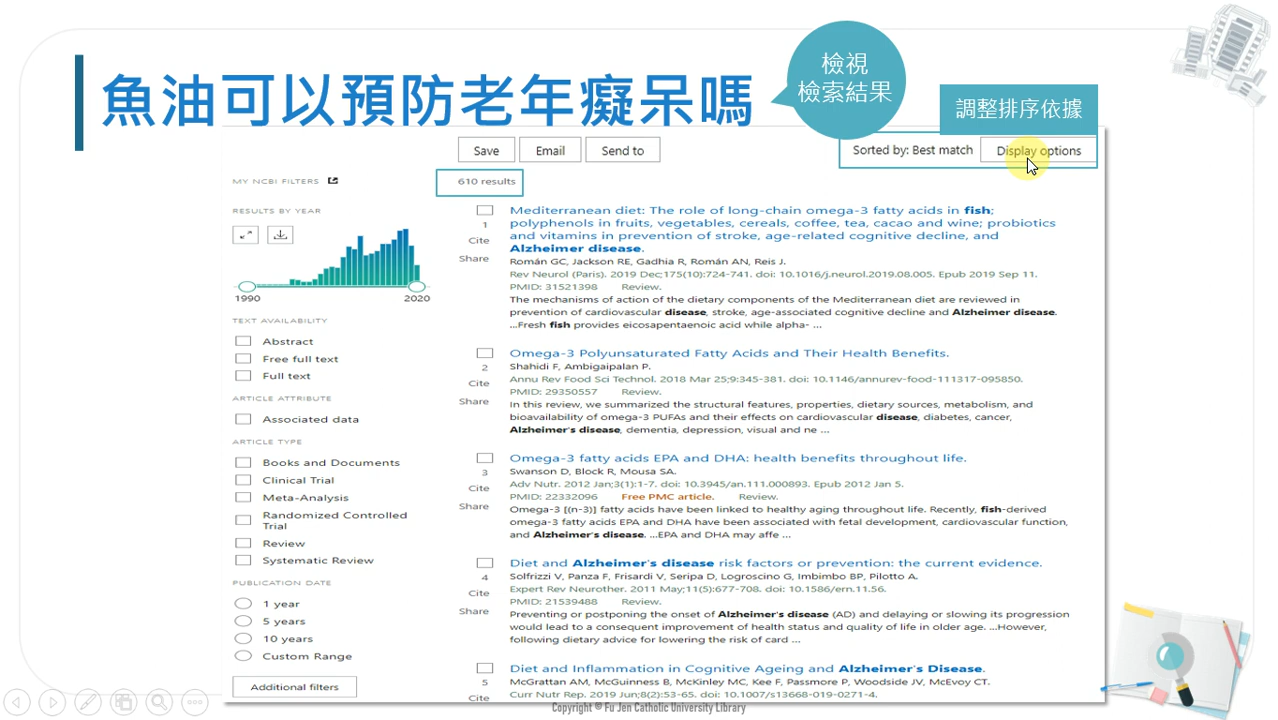 魚油可以預防老年癡呆嗎
檢視
檢索結果
調整排序依據
Save
Email
Send to
Sorted by: Best match
Display options
MY NCBI FILTERS
610 results
RESULTS BY YEAR
1990
2020
TEXT AVAILABILITY
Abstract
Free full text
Full text
ARTICLE ATTRIBUTE
Associated data
ARTICLE TYPE
Books and Documents
Clinical Trial
Meta-Analysis
Randomized Controlled
Trial
Review
Systematic Review
PUBLICATION DATE
1 year
5 years
10 years
Custom Range
Additional filters
1
Cite
Share
Mediterranean diet: The role of long-chain omega-3 fatty acids in fish;
polyphenols in fruits, vegetables, cereals, coffee, tea, cacao and wine; probiotics
and vitamins in prevention of stroke, age-related cognitive decline, and
Alzheimer disease.
Román GC, Jackson RE, Gadhia R, Román AN, Reis J.
Rev Neurol (Paris). 2019 Dec;175(10):724-741. doi: 10.1016/j.neurol.2019.08.005. Epub 2019 Sep 11.
PMID: 31521398 Review.
The mechanisms of action of the dietary components of the Mediterranean diet are reviewed in
prevention of cardiovascular disease, stroke, age-associated cognitive decline and Alzheimer disease.
...Fresh fish provides eicosapentaenoic acid while alpha- ...
2
Cite
Share
Omega-3 Polyunsaturated Fatty Acids and Their Health Benefits.
Shahidi F, Ambigaipalan P.
Annu Rev Food Sci Technol. 2018 Mar 25;9:345-381. doi: 10.1146/annurev-food-111317-095850.
PMID: 29350557 Review.
In this review, we summarized the structural features, properties, dietary sources, metabolism, and
bioavailability of omega-3 PUFAs and their effects on cardiovascular disease, diabetes, cancer,
Alzheimer's disease, dementia, depression, visual and ne ...
3
Cite
Share
Omega-3 fatty acids EPA and DHA: health benefits throughout life.
Swanson D, Block R, Mousa SA.
Adv Nutr. 2012 Jan;3(1):1-7. doi: 10.3945/an.111.000893. Epub 2012 Jan 5.
PMID: 22332096 Free PMC article. Review.
Omega-3 [(n-3)] fatty acids have been linked to healthy aging throughout life. Recently, fish-derived
omega-3 fatty acids EPA and DHA have been associated with fetal development, cardiovascular function,
and Alzheimer's disease. ...EPA and DHA may affe ...
4
Cite
Share
Diet and Alzheimer's disease risk factors or prevention: the current evidence.
Solfrizzi V, Panza F, Frisardi V, Seripa D, Logroscino G, Imbimbo BP, Pilotto A.
Expert Rev Neurother. 2011 May;11(5):677-708. doi: 10.1586/ern.11.56.
PMID: 21539488 Review.
Preventing or postponing the onset of Alzheimer's disease (AD) and delaying or slowing its progression
would lead to a consequent improvement of health status and quality of life in older age. ...However,
following dietary advice for lowering the risk of card ...
5
Cite
Diet and Inflammation in Cognitive Ageing and Alzheimer's Disease.
McGrattan AM, McGuinness B, McKinley MC, Kee F, Passmore P, Woodside JV, McEvoy CT.
Curr Nutr Rep. 2019 Jun;8(2):53-65. doi: 10.1007/s13668-019-0271-4.
Copyright © Fu Jen Catholic University Library